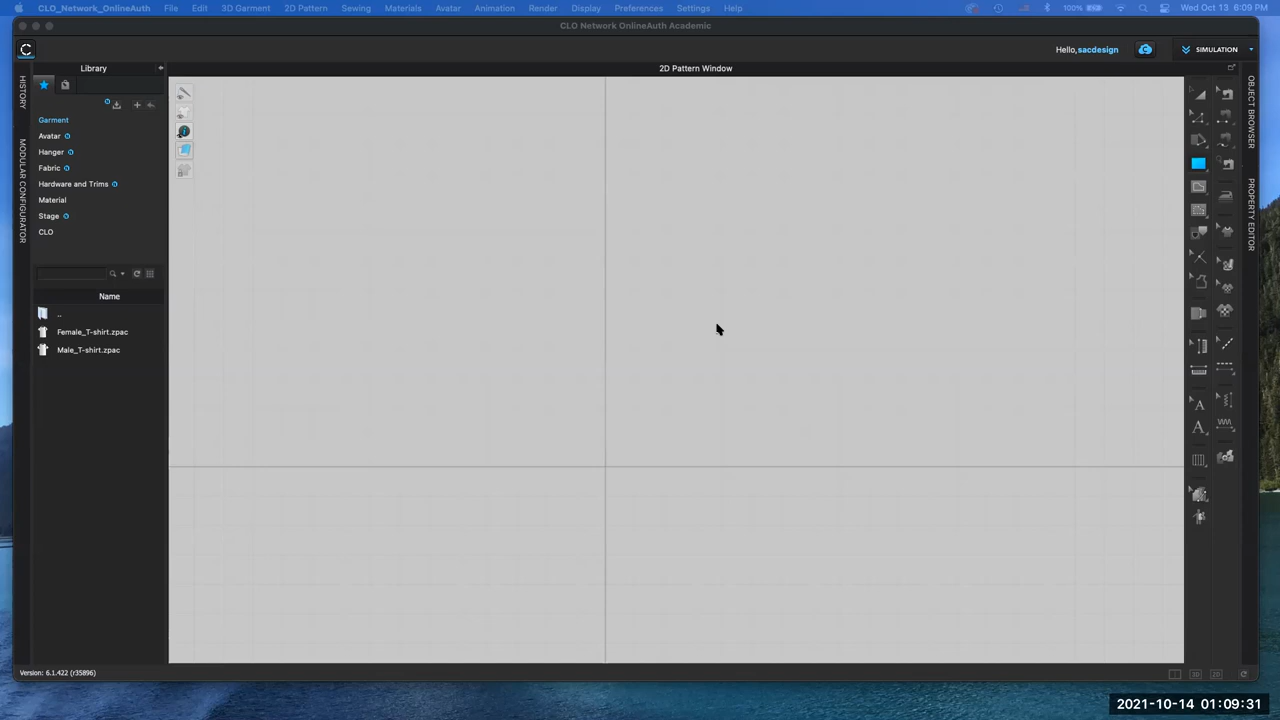 CLO_Network_OnlineAuth File Edit 3D Garment 2D Pattern Sewing Materials Avatar Animation Render Display Preferences Settings Help 100% Wed Oct 13 6:09 PM
CLO Network OnlineAuth Academic
Hello, sacdesign SIMULATION
Library
2D Pattern Window
HISTORY
MODULAR CONFIGURATOR
Garment
Avatar
Hanger
Fabric
Hardware and Trims
Material
Stage
CLO
Name
..
Female_T-shirt.zpac
Male_T-shirt.zpac
OBJECT BROWSER
PROPERTY EDITOR
A
A
Version: 6.1.422 (r35896)
3D 2D
2021-10-14 01:09:31